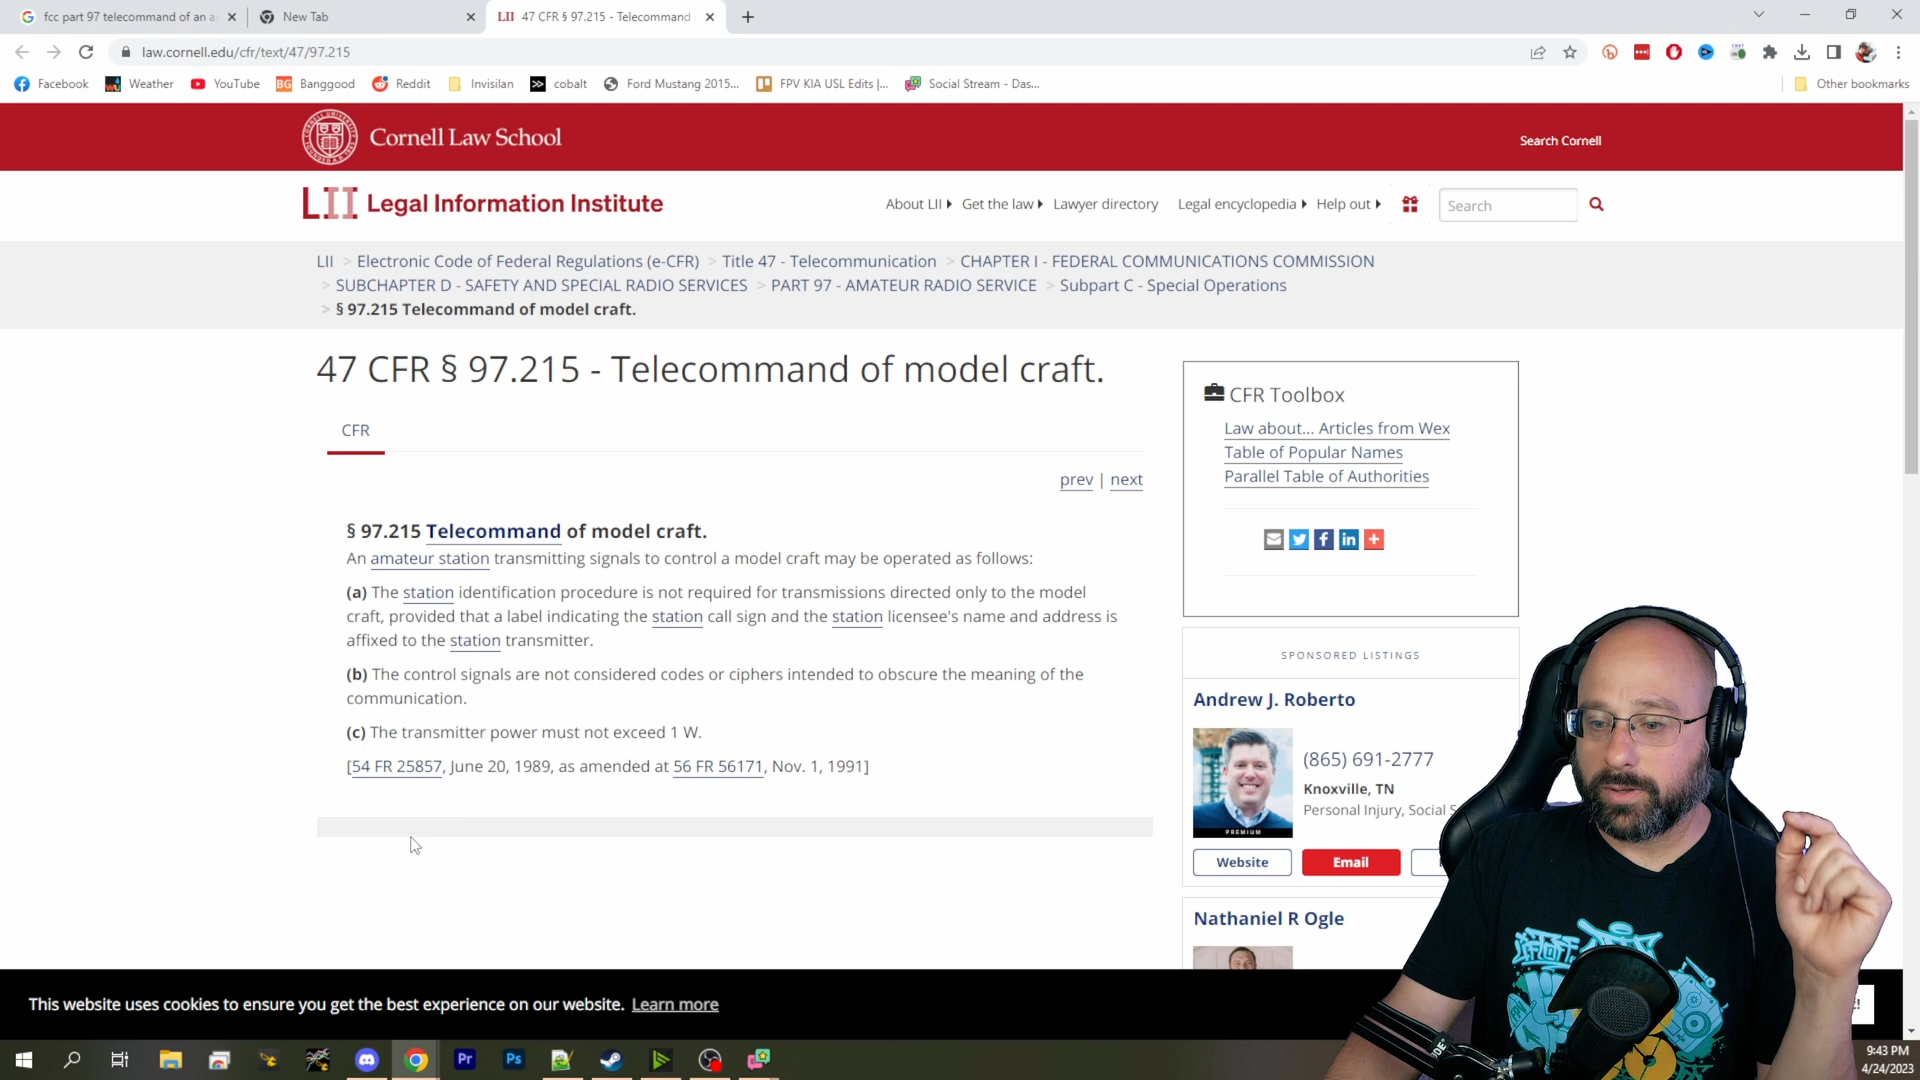 fcc part 97 telecommand of an a
New Tab
LII 47 CFR § 97.215 - Telecommand
law.cornell.edu/cfr/text/47/97.215
Facebook Weather YouTube BG Banggood Reddit Invisilan cobalt Ford Mustang 2015... FPV KIA USL Edits |... Social Stream - Das... Other bookmarks
Cornell Law School
Search Cornell
LII Legal Information Institute
About LII Get the law Lawyer directory Legal encyclopedia Help out Search
LII > Electronic Code of Federal Regulations (e-CFR) > Title 47 - Telecommunication > CHAPTER I - FEDERAL COMMUNICATIONS COMMISSION
> SUBCHAPTER D - SAFETY AND SPECIAL RADIO SERVICES > PART 97 - AMATEUR RADIO SERVICE > Subpart C - Special Operations
> § 97.215 Telecommand of model craft.
47 CFR § 97.215 - Telecommand of model craft.
CFR
prev | next
§ 97.215 Telecommand of model craft.
An amateur station transmitting signals to control a model craft may be operated as follows:
(a) The station identification procedure is not required for transmissions directed only to the model
craft, provided that a label indicating the station call sign and the station licensee's name and address is
affixed to the station transmitter.
(b) The control signals are not considered codes or ciphers intended to obscure the meaning of the
communication.
(c) The transmitter power must not exceed 1 W.
[54 FR 25857, June 20, 1989, as amended at 56 FR 56171, Nov. 1, 1991]
CFR Toolbox
Law about... Articles from Wex
Table of Popular Names
Parallel Table of Authorities
SPONSORED LISTINGS
Andrew J. Roberto
PREMIUM
(865) 691-2777
Knoxville, TN
Personal Injury, Social S
Website
Email
Nathaniel R Ogle
This website uses cookies to ensure you get the best experience on our website. Learn more
Pr
Ps
9:43 PM
4/24/2023